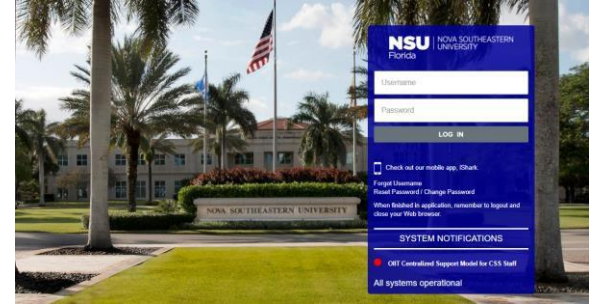 NSU
Florida
NOVA SOUTHEASTERN
UNIVERSITY
Username
Password
LOG IN
Check out our mobile app, iShark.
Forgot Username
Reset Password / Change Password
When finished in application, remember to logout and
close your Web browser.
SYSTEM NOTIFICATIONS
OIIT Centralized Support Model for CSS Staff
All systems operational
NOVA SOUTHEASTERN UNIVERSITY